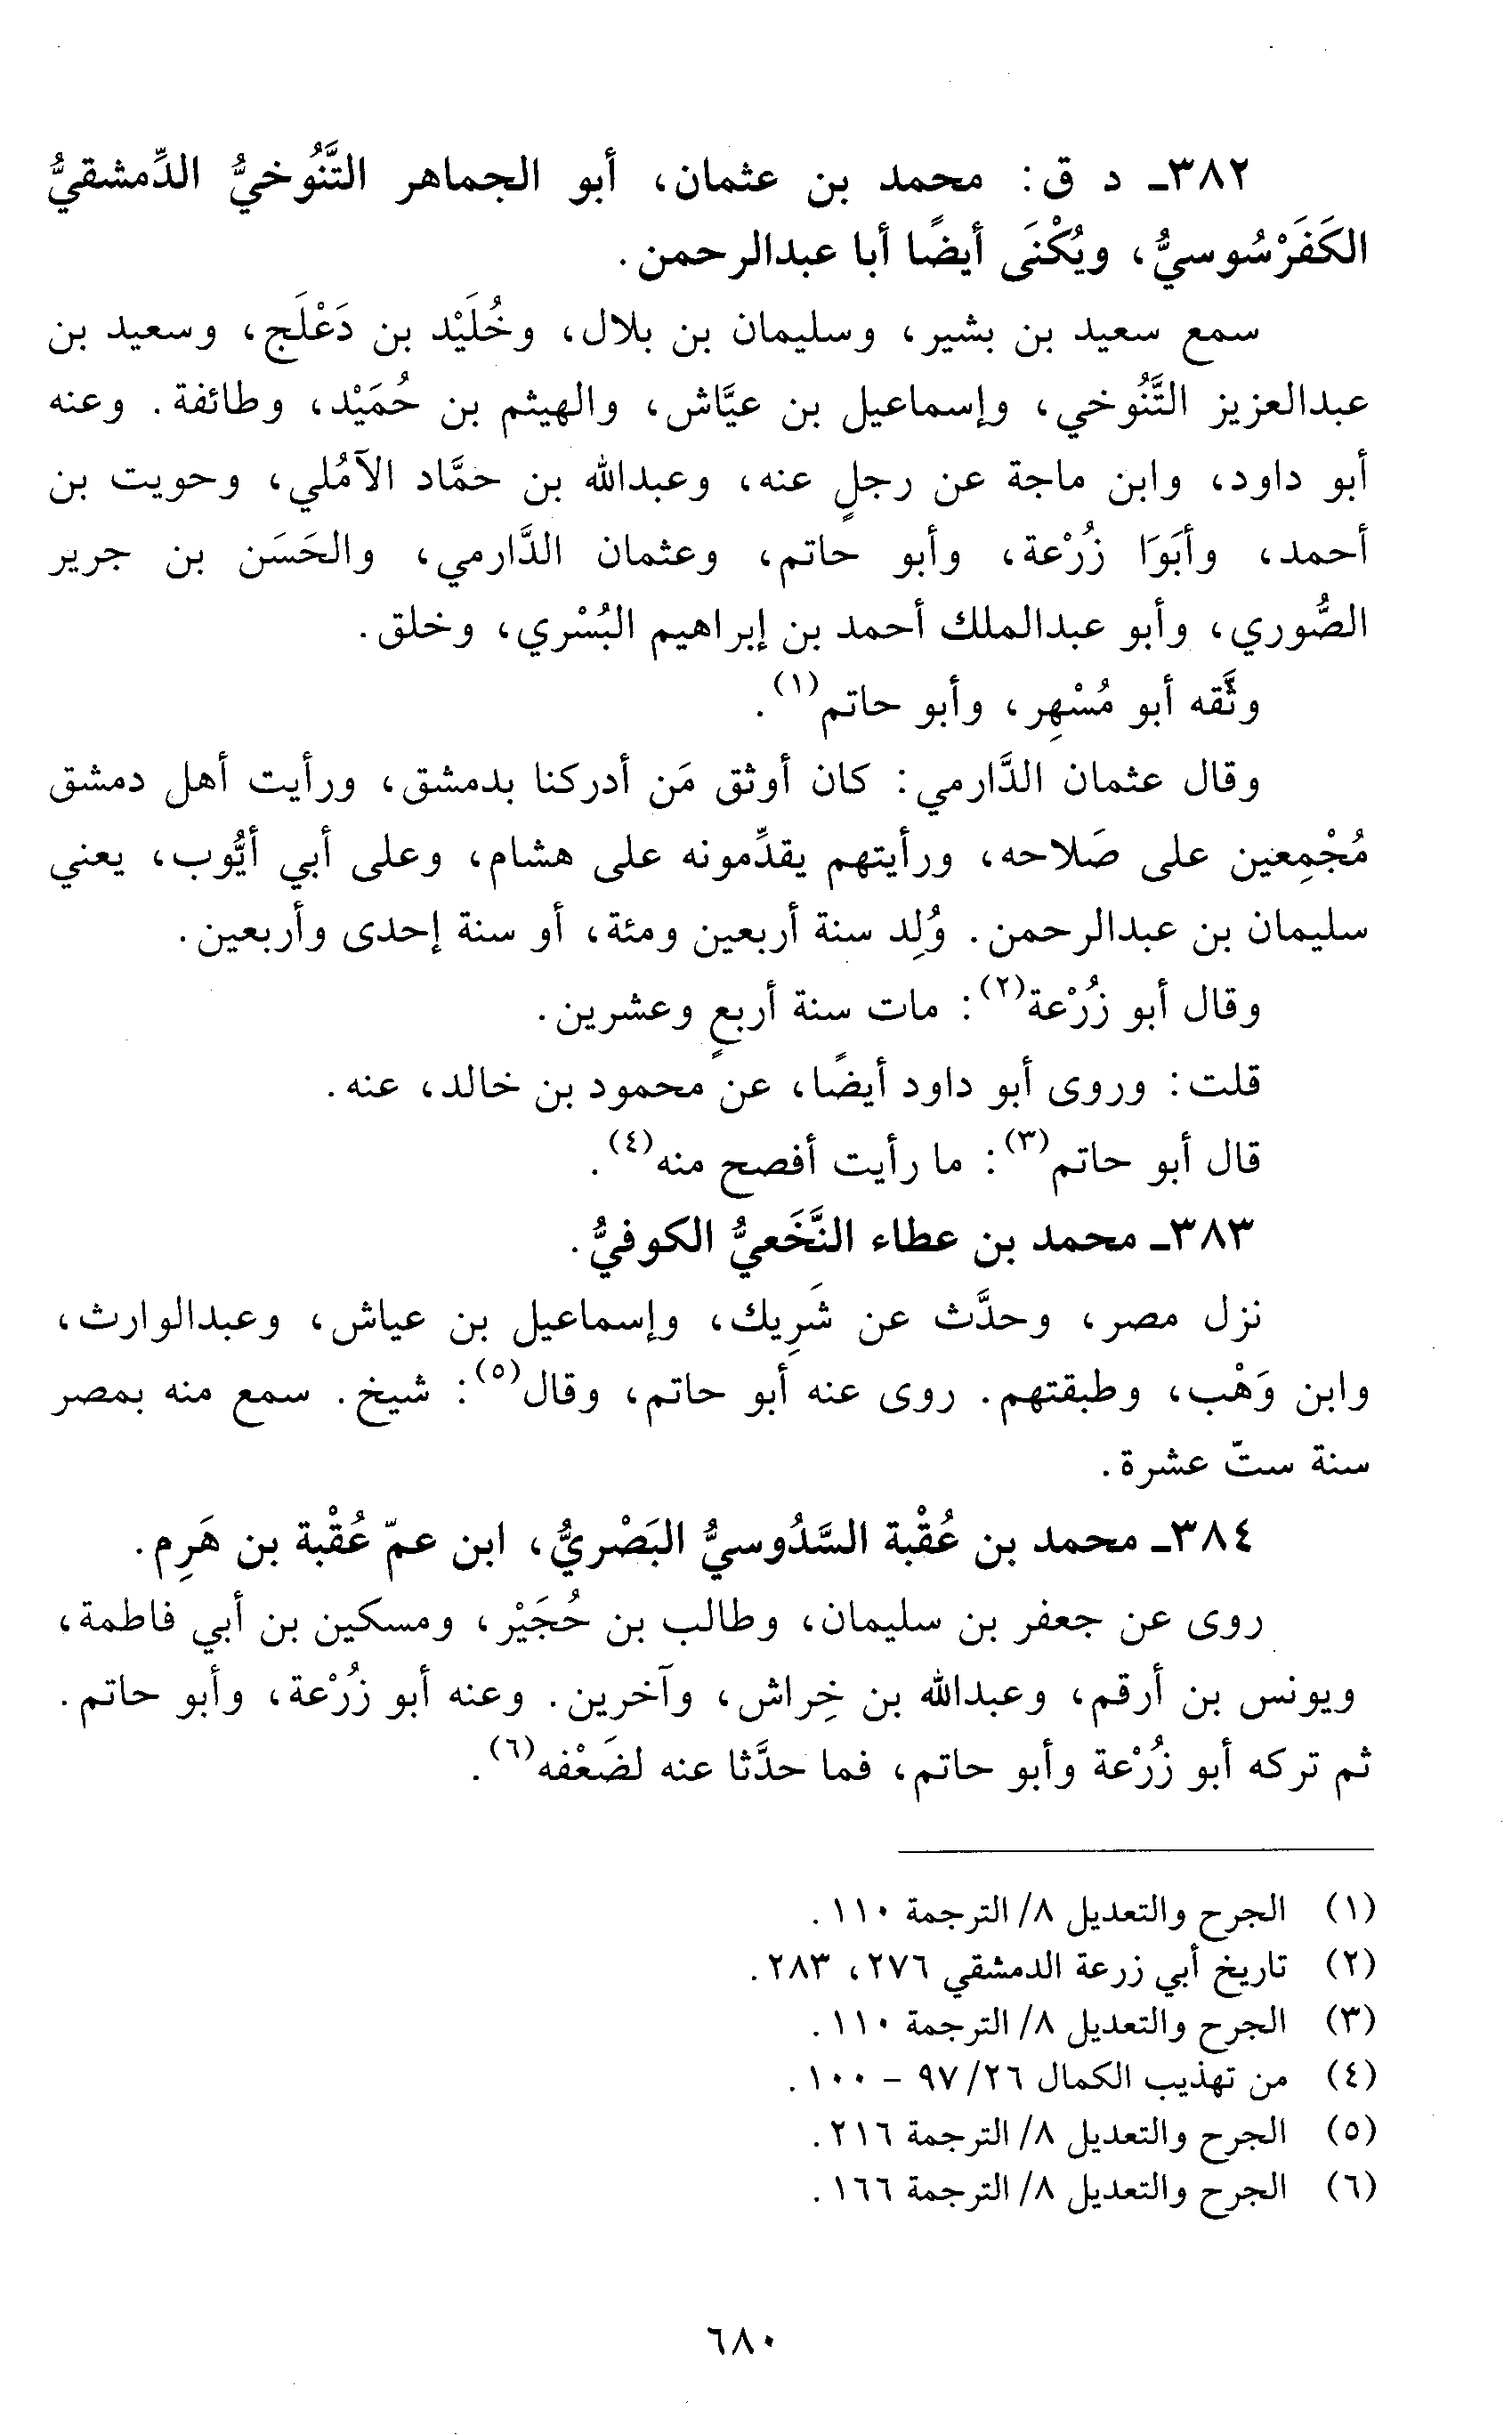 ٣٨٢ـ د ق: محمد بن عثمان، أبو الجماهر التَّنُوخيُّ الدِّمشقيُّ
الكَفَرْسُوسيُّ، ويُكْنَى أيضًا أبا عبدالرحمن.
سمع سعيد بن بشير، وسليمان بن بلال، وخُلَيْد بن دَعْلَج، وسعيد بن
عبدالعزيز التَّنُوخي، وإسماعيل بن عيَّاش، والهيثم بن حُمَيْد، وطائفة. وعنه
أبو داود، وابن ماجة عن رجلٍ عنه، وعبدالله بن حمَّاد الآمُلي، وحويت بن
أحمد، وأبَوَا زُرْعة، وأبو حاتم، وعثمان الدَّارمي، والحَسَن بن جرير
الصُّوري، وأبو عبدالملك أحمد بن إبراهيم البُسْري، وخلق.
وثَّقه أبو مُسْهِر، وأبو حاتم(١).
وقال عثمان الدَّارمي: كان أوثق مَن أدركنا بدمشق، ورأيت أهل دمشق
مُجْمِعين على صَلاحه، ورأيتهم يقدِّمونه على هشام، وعلى أبي أيُّوب، يعني
سليمان بن عبدالرحمن. وُلِد سنة أربعين ومئة، أو سنة إحدى وأربعين.
وقال أبو زُرْعة(٢): مات سنة أربعٍ وعشرين.
قلت: وروى أبو داود أيضًا، عن محمود بن خالد، عنه.
قال أبو حاتم(٣): ما رأيت أفصح منه(٤).
٣٨٣ـ محمد بن عطاء النَّخَعيُّ الكوفيُّ.
نزل مصر، وحدَّث عن شَرِيك، وإسماعيل بن عياش، وعبدالوارث،
وابن وَهْب، وطبقتهم. روى عنه أبو حاتم، وقال(٥): شيخ. سمع منه بمصر
سنة ستّ عشرة.
٣٨٤ـ محمد بن عُقْبة السَّدُوسيُّ البَصْريُّ، ابن عمّ عُقْبة بن هَرِم.
روى عن جعفر بن سليمان، وطالب بن حُجَيْر، ومسكين بن أبي فاطمة،
ويونس بن أرقم، وعبدالله بن خِراش، وآخرين. وعنه أبو زُرْعة، وأبو حاتم.
ثم تركه أبو زُرْعة وأبو حاتم، فما حدَّثا عنه لضَعْفه(٦).
(١) الجرح والتعديل ٨/ الترجمة ١١٠.
(٢) تاريخ أبي زرعة الدمشقي ٢٧٦، ٢٨٣.
(٣) الجرح والتعديل ٨/ الترجمة ١١٠.
(٤) من تهذيب الكمال ٢٦/ ٩٧ - ١٠٠.
(٥) الجرح والتعديل ٨/ الترجمة ٢١٦.
(٦) الجرح والتعديل ٨/ الترجمة ١٦٦.
٦٨٠